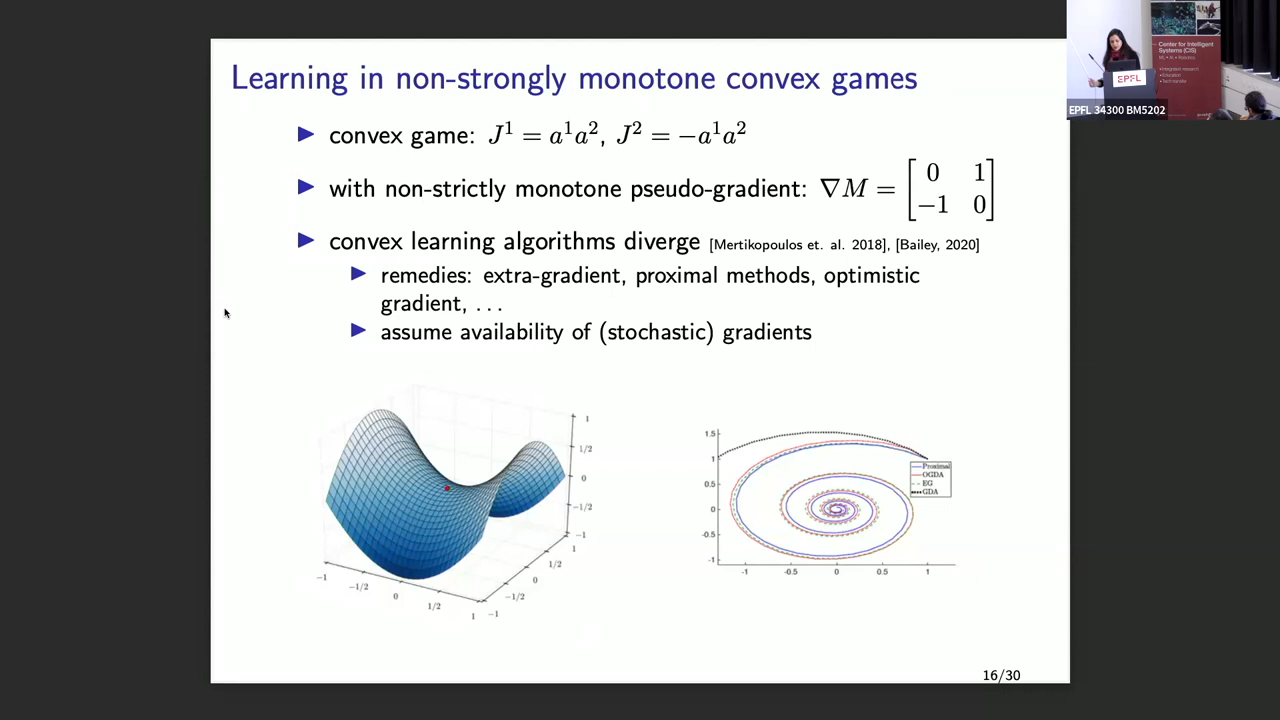 Learning in non-strongly monotone convex games
▶ convex game: J¹ = a¹a², J² = −a¹a²
▶ with non-strictly monotone pseudo-gradient: ∇M = [0 1; −1 0]
▶ convex learning algorithms diverge [Mertikopoulos et. al. 2018], [Bailey, 2020]
▶ remedies: extra-gradient, proximal methods, optimistic
gradient, ...
▶ assume availability of (stochastic) gradients
1
1/2
0
−1/2
−1
1
1/2
0
−1/2
−1
−1
−1/2
0
1/2
1
1.5
1
0.5
0
-0.5
-1
-1
-0.5
0
0.5
1
Proximal
OGDA
EG
GDA
16/30
Center for Intelligent
Systems (CIS)
EPFL
EPFL 34300 BM5202